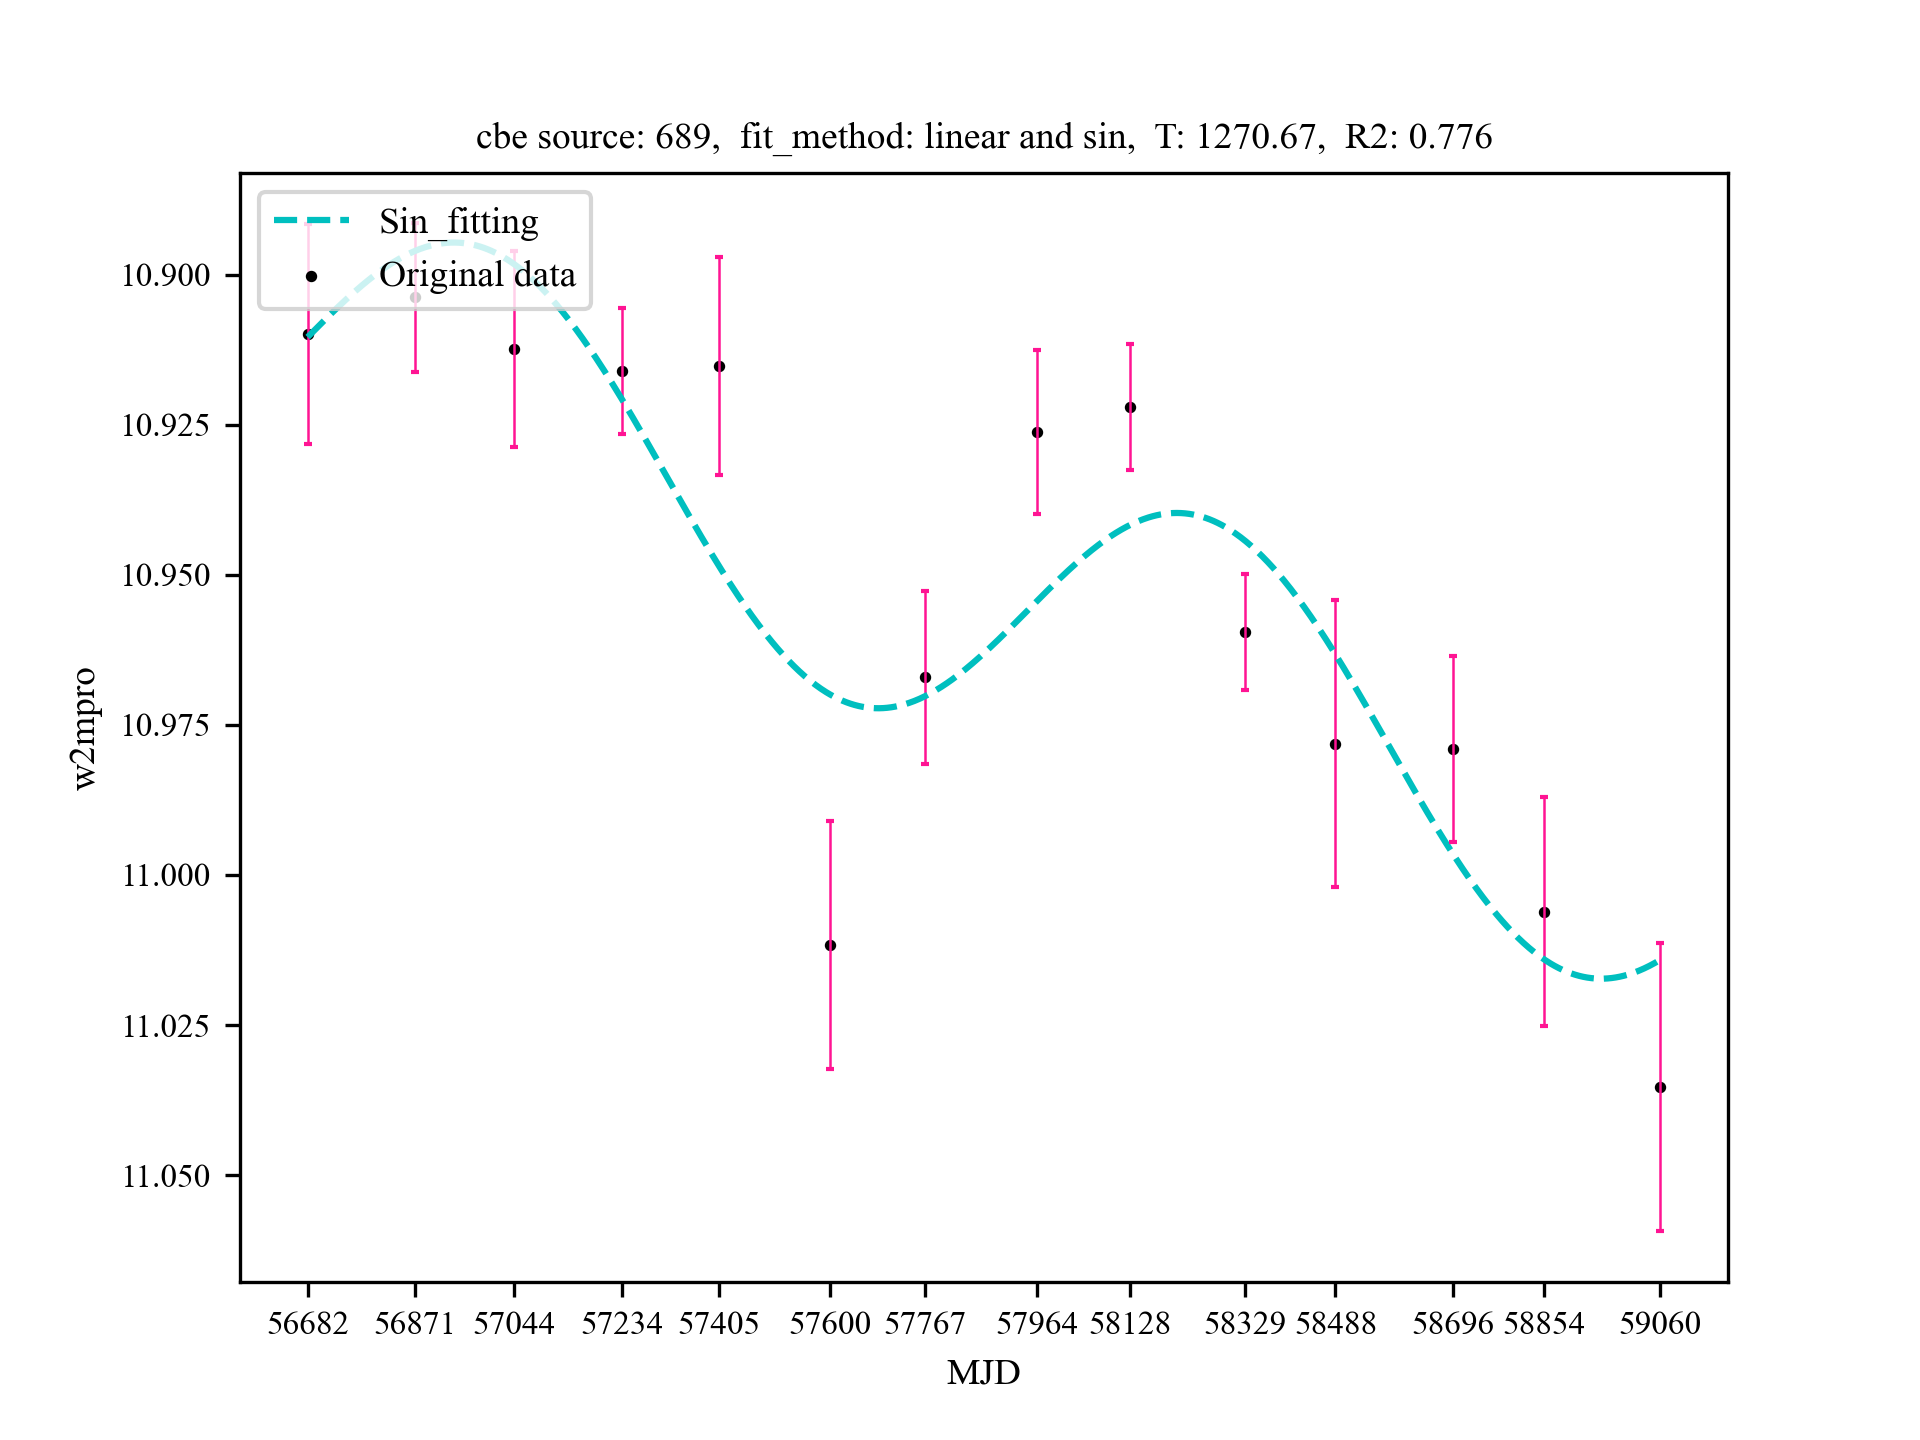 cbe source: 689, fit_method: linear and sin, T: 1270.67, R2: 0.776
Sin_fitting
Original data
10.900
10.925
10.950
10.975
11.000
11.025
11.050
w2mpro
56682 56871 57044 57234 57405 57600 57767 57964 58128 58329 58488 58696 58854 59060
MJD